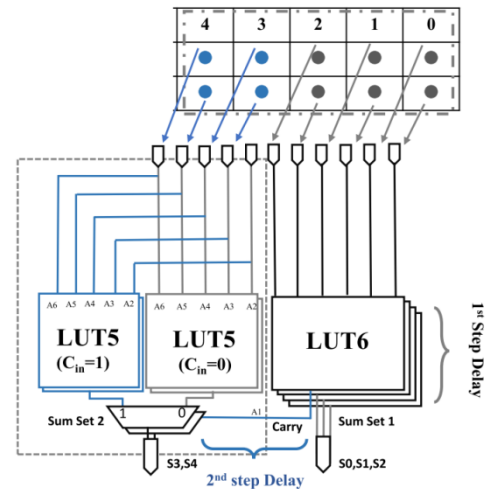 4 3 2 1 0
A6 A5 A4 A3 A2
A6 A5 A4 A3 A2
LUT5
(Cin=1)
LUT5
(Cin=0)
LUT6
1st Step Delay
Sum Set 2
1 0
A1
Carry
Sum Set 1
S3,S4
S0,S1,S2
2nd step Delay